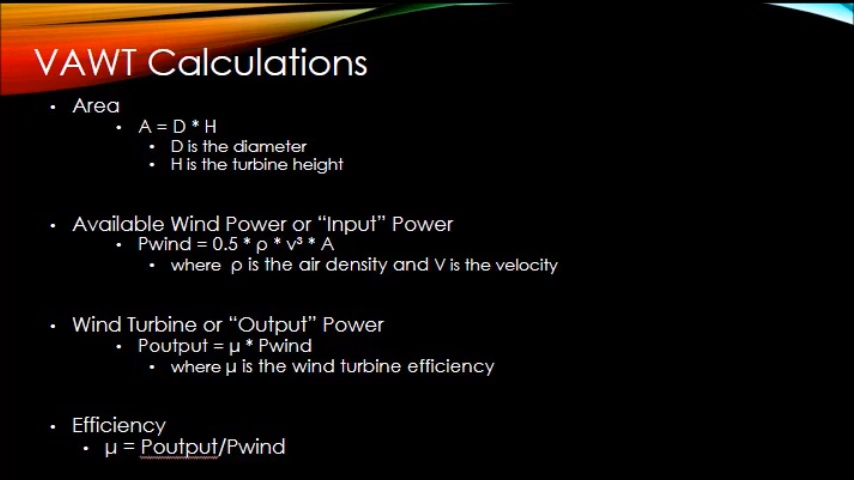 VAWT Calculations
• Area
• A = D * H
• D is the diameter
• H is the turbine height
• Available Wind Power or “Input” Power
• Pwind = 0.5 * ρ * v³ * A
• where ρ is the air density and V is the velocity
• Wind Turbine or “Output” Power
• Poutput = µ * Pwind
• where µ is the wind turbine efficiency
• Efficiency
• µ = Poutput/Pwind